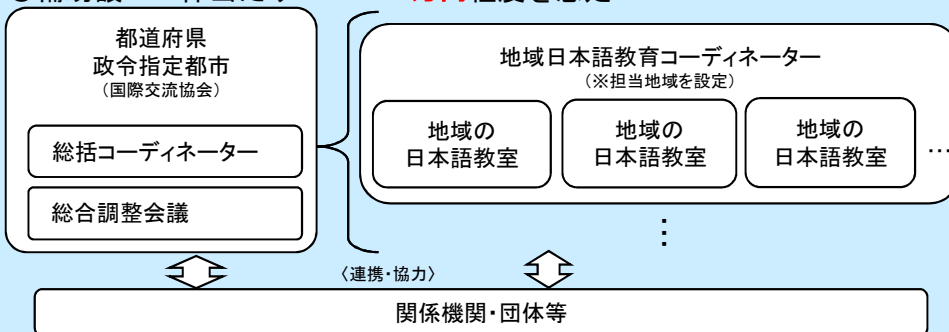 都道府県
政令指定都市
(国際交流協会)
総括コーディネーター
総合調整会議
地域日本語教育コーディネーター
(※担当地域を設定)
地域の
日本語教室
地域の
日本語教室
地域の
日本語教室
…
⋮
〈連携・協力〉
関係機関・団体等